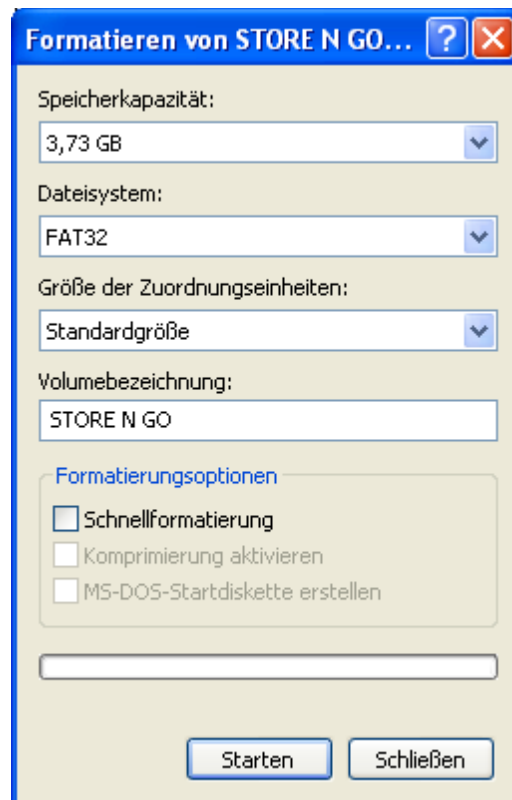 Formatieren von STORE N GO...
Speicherkapazität:
3,73 GB
Dateisystem:
FAT32
Größe der Zuordnungseinheiten:
Standardgröße
Volumebezeichnung:
STORE N GO
Formatierungsoptionen
Schnellformatierung
Komprimierung aktivieren
MS-DOS-Startdiskette erstellen
Starten
Schließen